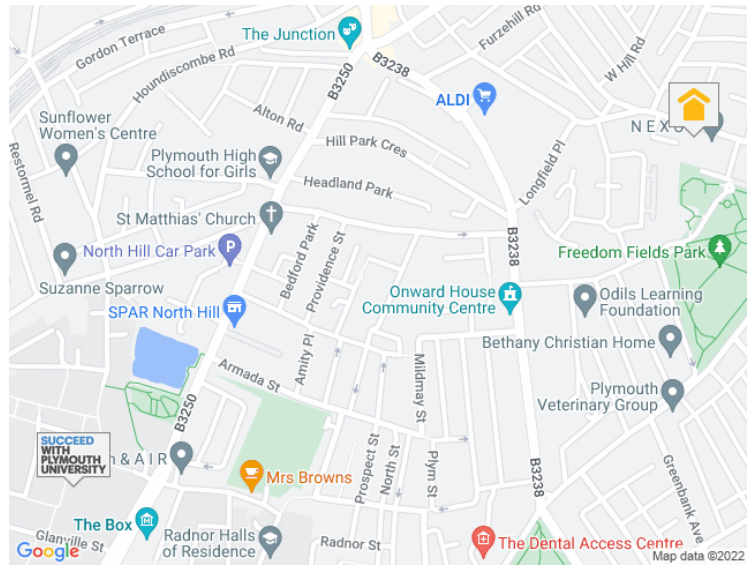 The Junction
Gordon Terrace
Houndiscombe Rd
B3250
B3238
Furzehill Rd
W Hill Rd
ALDI
NEXU
Sunflower
Women's Centre
Alton Rd
Hill Park Cres
Longfield Pl
Restormel Rd
Plymouth High
School for Girls
Headland Park
St Matthias' Church
B3238
North Hill Car Park
Bedford Park
Providence St
Freedom Fields Park
Suzanne Sparrow
Onward House
Community Centre
Odils Learning
Foundation
SPAR North Hill
Amity Pl
Bethany Christian Home
Armada St
Mildmay St
Plymouth
Veterinary Group
B3250
SUCCEED
WITH
PLYMOUTH
UNIVERSITY
n & AIR
Mrs Browns
Prospect St
North St
Plym St
B3238
Greenbank Ave
The Box
Glanville St
Radnor Halls
of Residence
Radnor St
The Dental Access Centre
Google
Map data ©2022